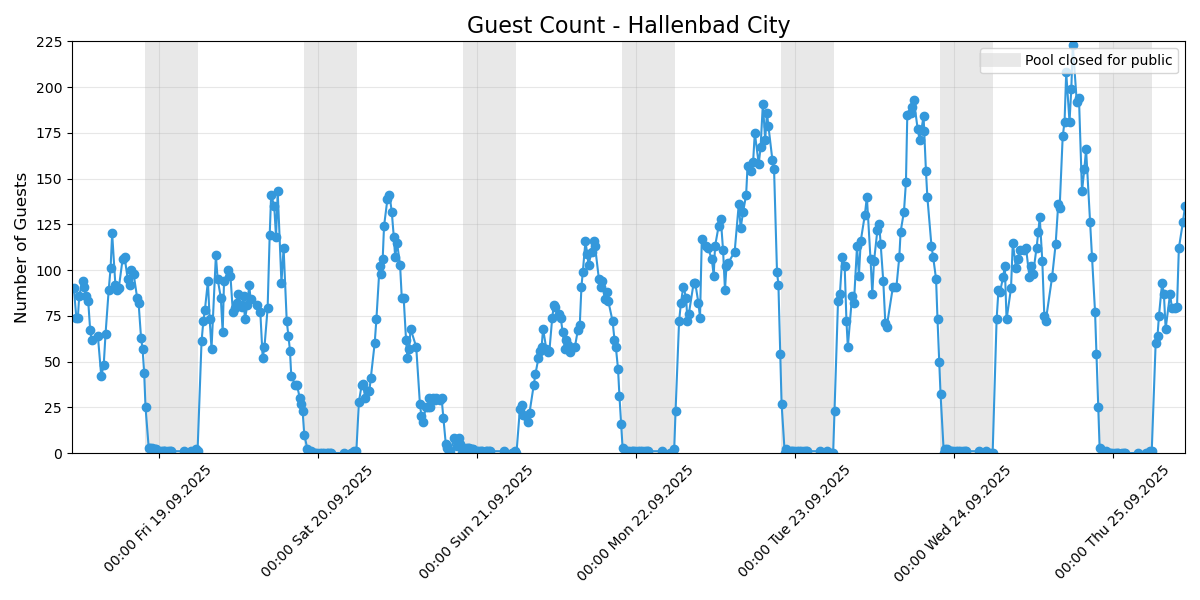 Guest Count - Hallenbad City
Pool closed for public
Number of Guests
225
200
175
150
125
100
75
50
25
0
00:00 Fri 19.09.2025
00:00 Sat 20.09.2025
00:00 Sun 21.09.2025
00:00 Mon 22.09.2025
00:00 Tue 23.09.2025
00:00 Wed 24.09.2025
00:00 Thu 25.09.2025